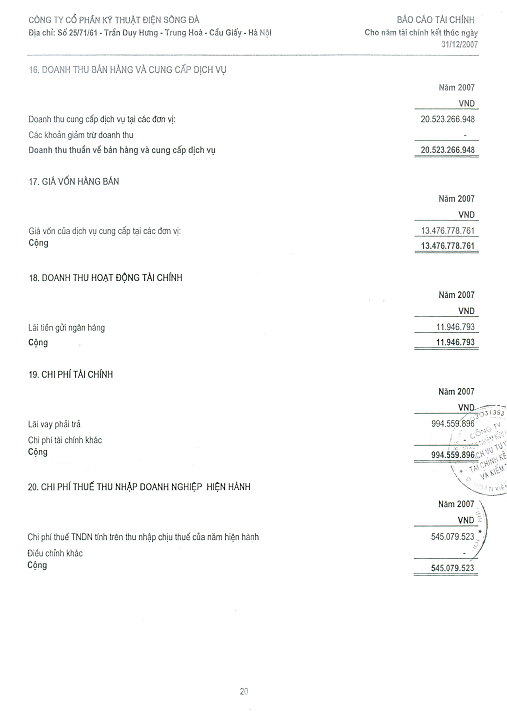 CÔNG TY CỔ PHẦN KỸ THUẬT ĐIỆN SÔNG ĐÀ
BÁO CÁO TÀI CHÍNH
Địa chỉ: Số 25/71/61 - Trần Duy Hưng - Trung Hoà - Cầu Giấy - Hà Nội
Cho năm tài chính kết thúc ngày
31/12/2007
16. DOANH THU BÁN HÀNG VÀ CUNG CẤP DỊCH VỤ
Năm 2007
VND
Doanh thu cung cấp dịch vụ tại các đơn vị: 20.523.266.948
Các khoản giảm trừ doanh thu -
Doanh thu thuần về bán hàng và cung cấp dịch vụ 20.523.266.948
17. GIÁ VỐN HÀNG BÁN
Năm 2007
VND
Giá vốn của dịch vụ cung cấp tại các đơn vị: 13.476.778.761
Cộng 13.476.778.761
18. DOANH THU HOẠT ĐỘNG TÀI CHÍNH
Năm 2007
VND
Lãi tiền gửi ngân hàng 11.946.793
Cộng 11.946.793
19. CHI PHÍ TÀI CHÍNH
Năm 2007
VND
Lãi vay phải trả 994.559.896
Chi phí tài chính khác -
Cộng 994.559.896
CÔNG TY
DỊCH VỤ TƯ
TÀI CHÍNH KẾ
VÀ KIỂM
20. CHI PHÍ THUẾ THU NHẬP DOANH NGHIỆP HIỆN HÀNH
Năm 2007
VND
Chi phí thuế TNDN tính trên thu nhập chịu thuế của năm hiện hành 545.079.523
Điều chỉnh khác -
Cộng 545.079.523
20